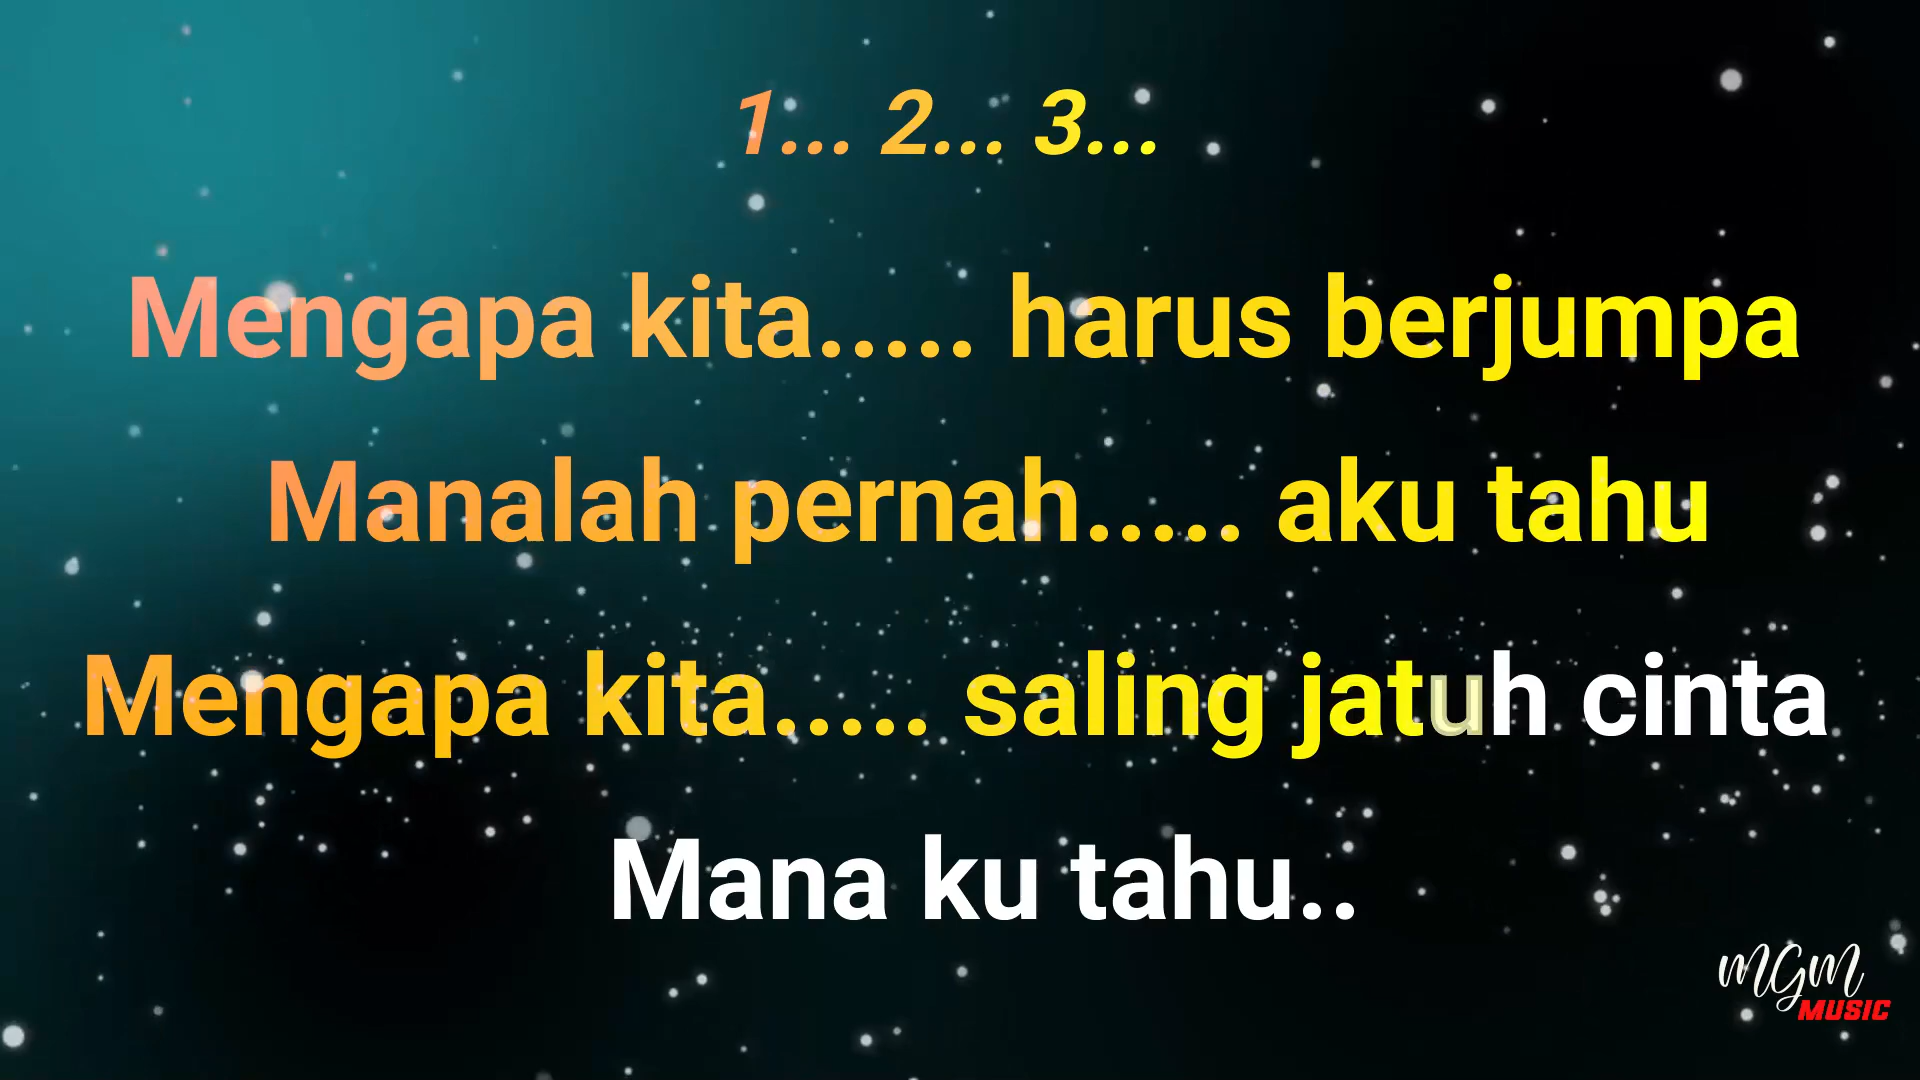 1... 2... 3...
Mengapa kita..... harus berjumpa
Manalah pernah..... aku tahu
Mengapa kita..... saling jatuh cinta
Mana ku tahu..
MGM
MUSIC